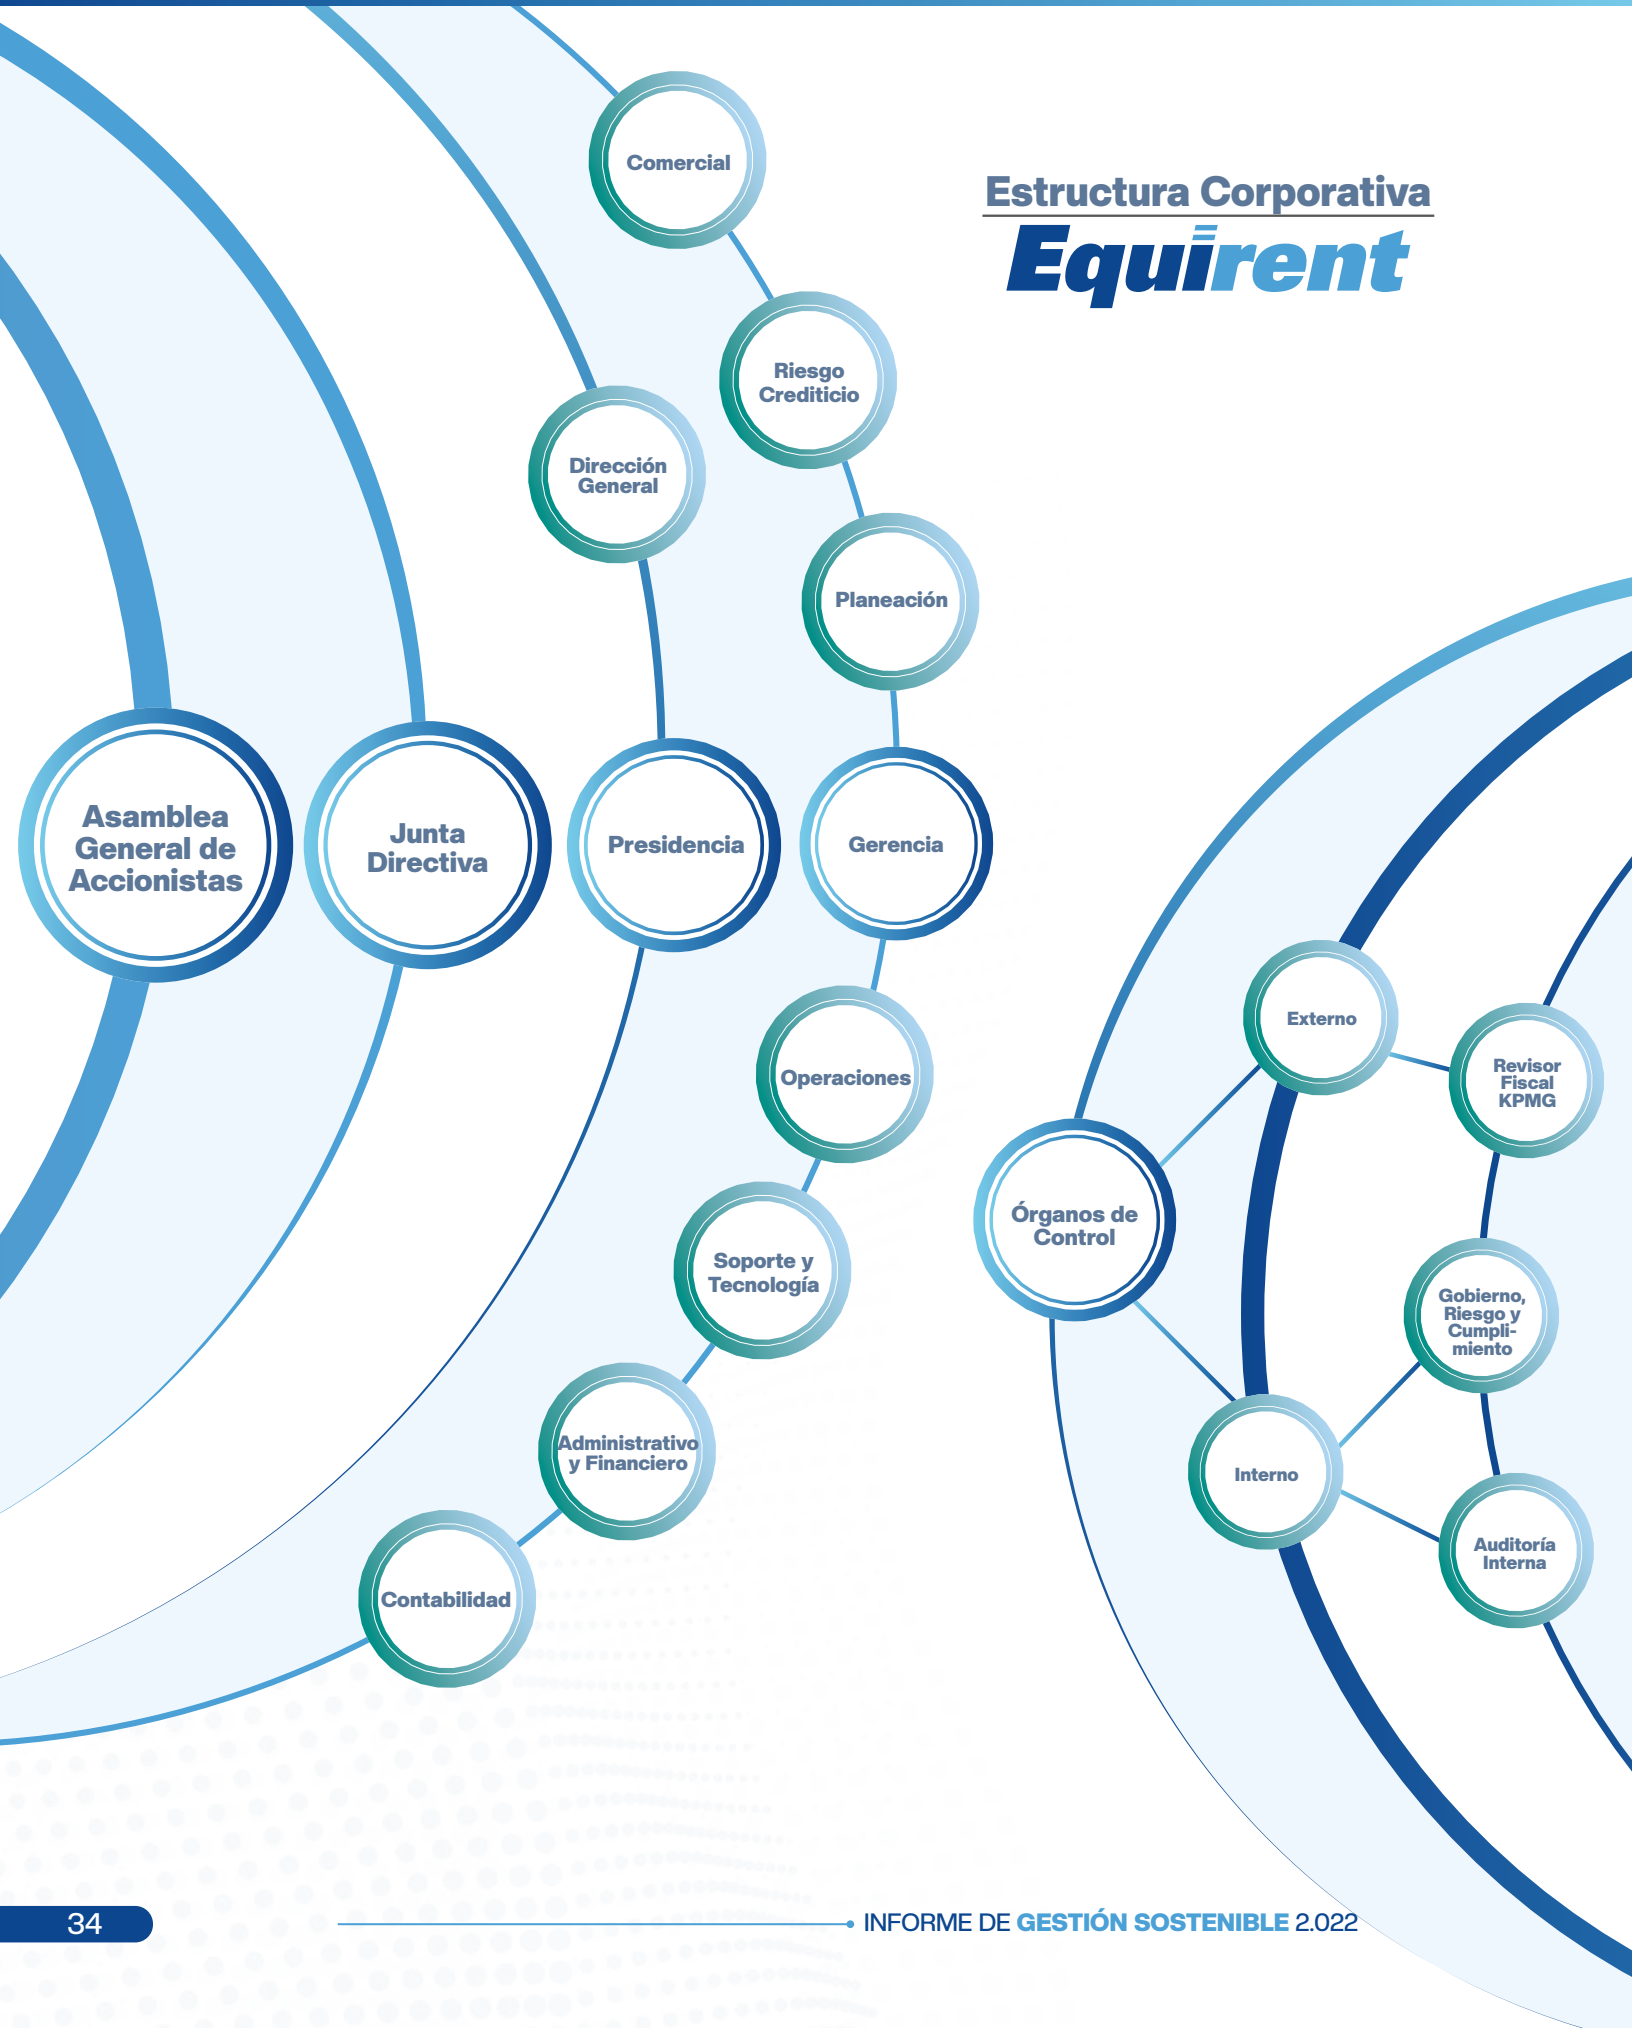 Estructura Corporativa
Equirent
Comercial
Riesgo
Crediticio
Dirección
General
Planeación
Asamblea
General de
Accionistas
Junta
Directiva
Presidencia
Gerencia
Operaciones
Soporte y
Tecnología
Administrativo
y Financiero
Contabilidad
Órganos de
Control
Externo
Revisor
Fiscal
KPMG
Gobierno,
Riesgo y
Cumpli-
miento
Interno
Auditoría
Interna
34
INFORME DE GESTIÓN SOSTENIBLE 2.022